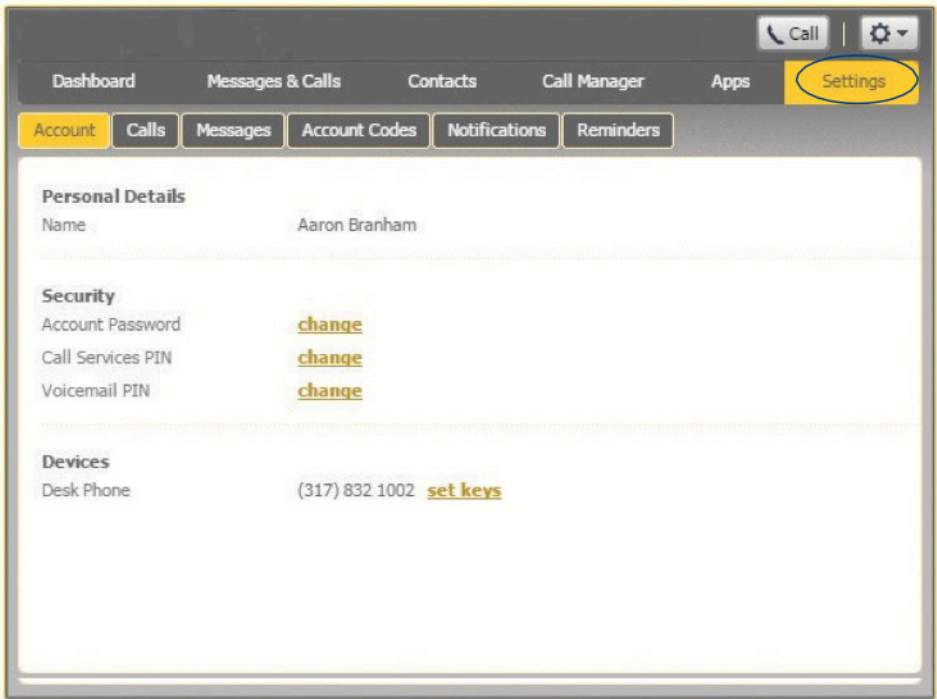 Call
Dashboard Messages & Calls Contacts Call Manager Apps Settings
Account Calls Messages Account Codes Notifications Reminders
Personal Details
Name Aaron Branham
Security
Account Password change
Call Services PIN change
Voicemail PIN change
Devices
Desk Phone (317) 832 1002 set keys